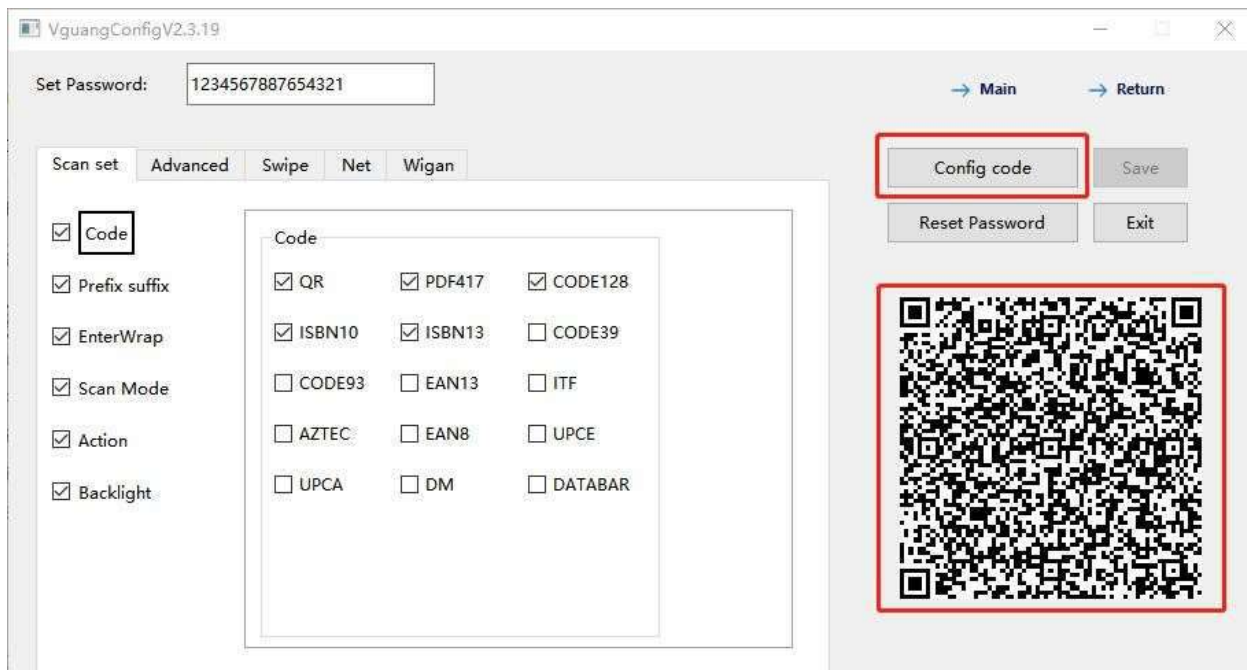 VguangConfigV2.3.19
Set Password: 1234567887654321
→ Main → Return
Scan set Advanced Swipe Net Wigan
Config code Save
Reset Password Exit
Code
Prefix suffix
EnterWrap
Scan Mode
Action
Backlight
Code
QR PDF417 CODE128
ISBN10 ISBN13 CODE39
CODE93 EAN13 ITF
AZTEC EAN8 UPCE
UPCA DM DATABAR